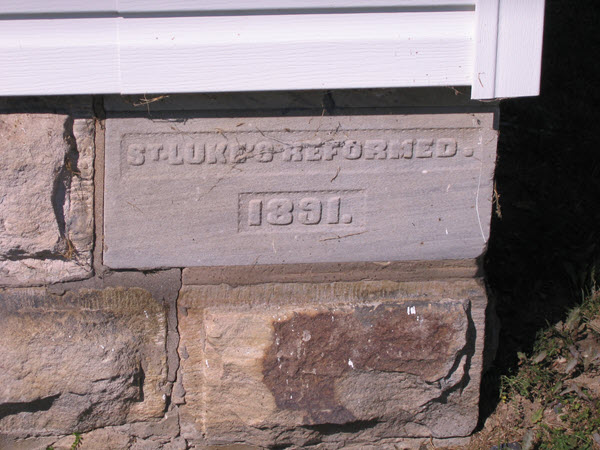 ST. LUKE'S REFORMED.
1891.